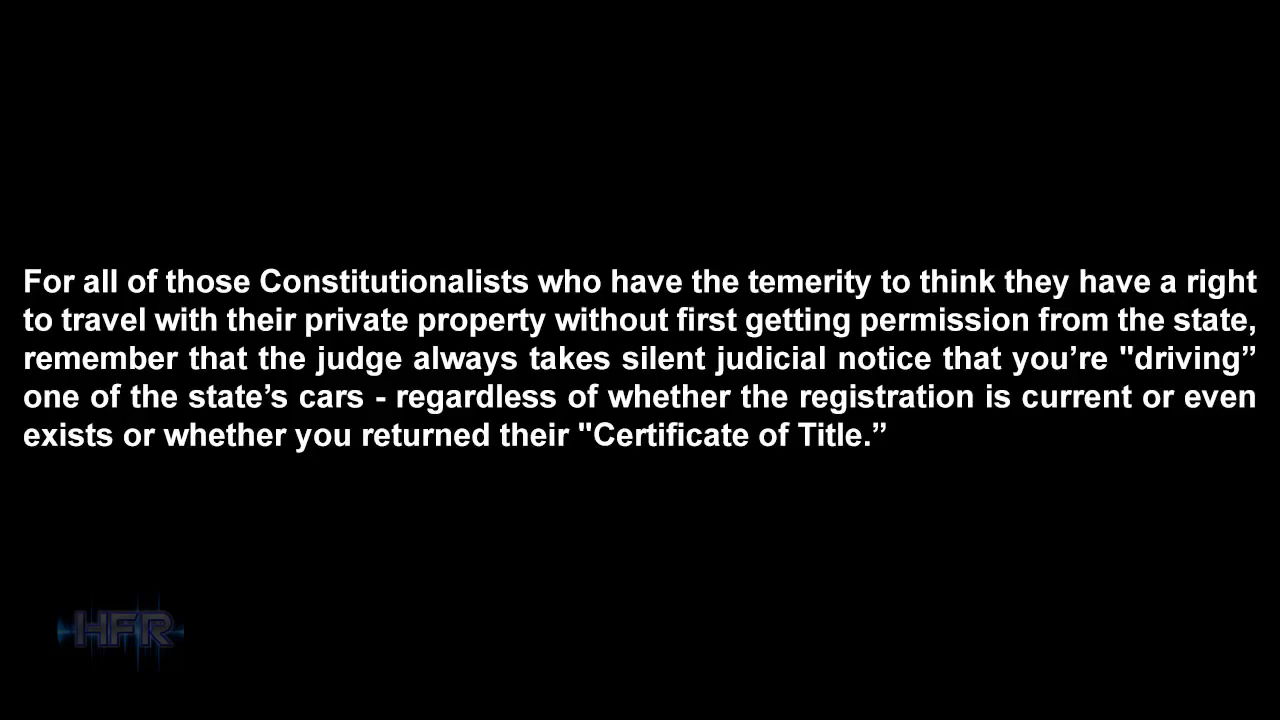 For all of those Constitutionalists who have the temerity to think they have a right
to travel with their private property without first getting permission from the state,
remember that the judge always takes silent judicial notice that you’re "driving”
one of the state’s cars - regardless of whether the registration is current or even
exists or whether you returned their "Certificate of Title.”
HFR